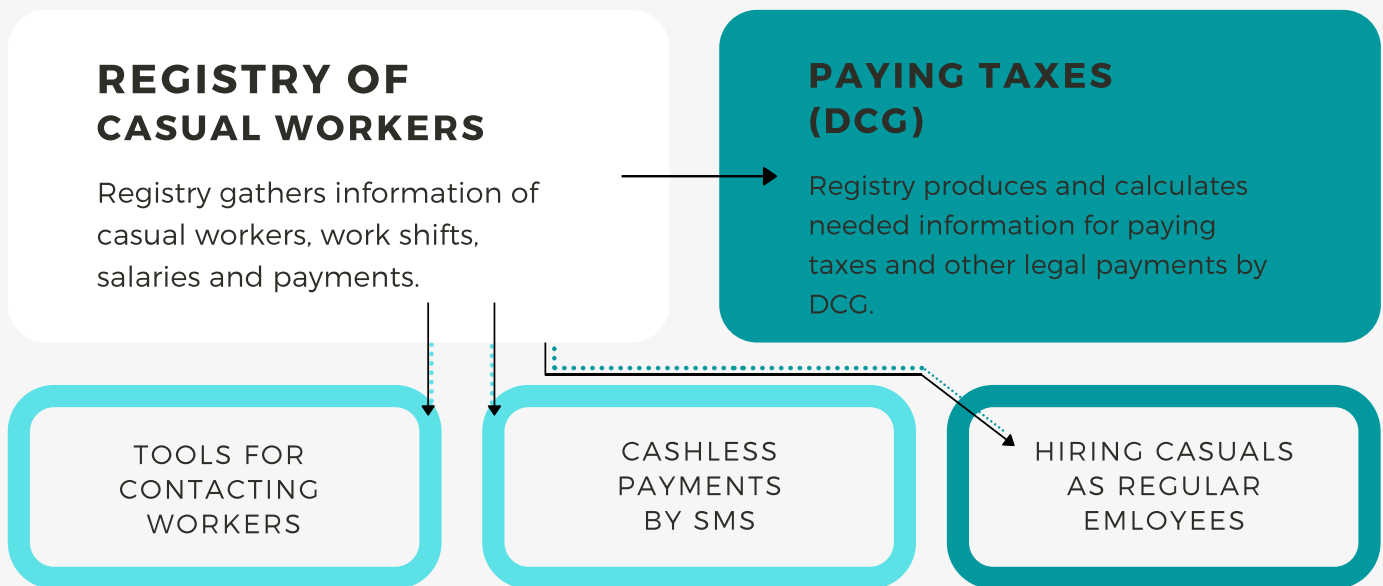 REGISTRY OF
CASUAL WORKERS
Registry gathers information of
casual workers, work shifts,
salaries and payments.
PAYING TAXES
(DCG)
Registry produces and calculates
needed information for paying
taxes and other legal payments by
DCG.
TOOLS FOR
CONTACTING
WORKERS
CASHLESS
PAYMENTS
BY SMS
HIRING CASUALS
AS REGULAR
EMLOYEES